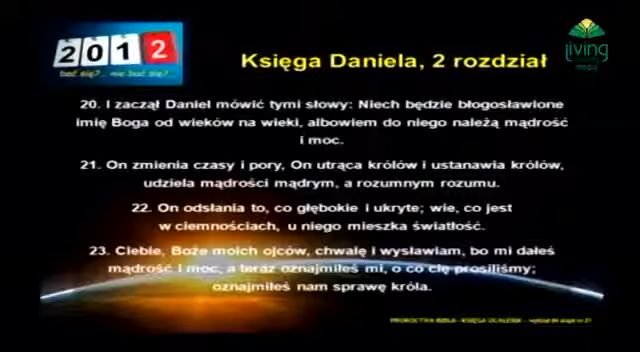 2012
bać się?.. nie bać się?..
Księga Daniela, 2 rozdział
living
media
20. I zaczął Daniel mówić tymi słowy: Niech będzie błogosławione
imię Boga od wieków na wieki, albowiem do niego należą mądrość
i moc.
21. On zmienia czasy i pory, On utrąca królów i ustanawia królów,
udziela mądrości mądrym, a rozumnym rozumu.
22. On odsłania to, co głębokie i ukryte; wie, co jest
w ciemnościach, u niego mieszka światłość.
23. Ciebie, Boże moich ojców, chwalę i wysławiam, bo mi dałeś
mądrość i moc, a teraz oznajmiłeś mi, o co cię prosiliśmy;
oznajmiłeś nam sprawę króla.